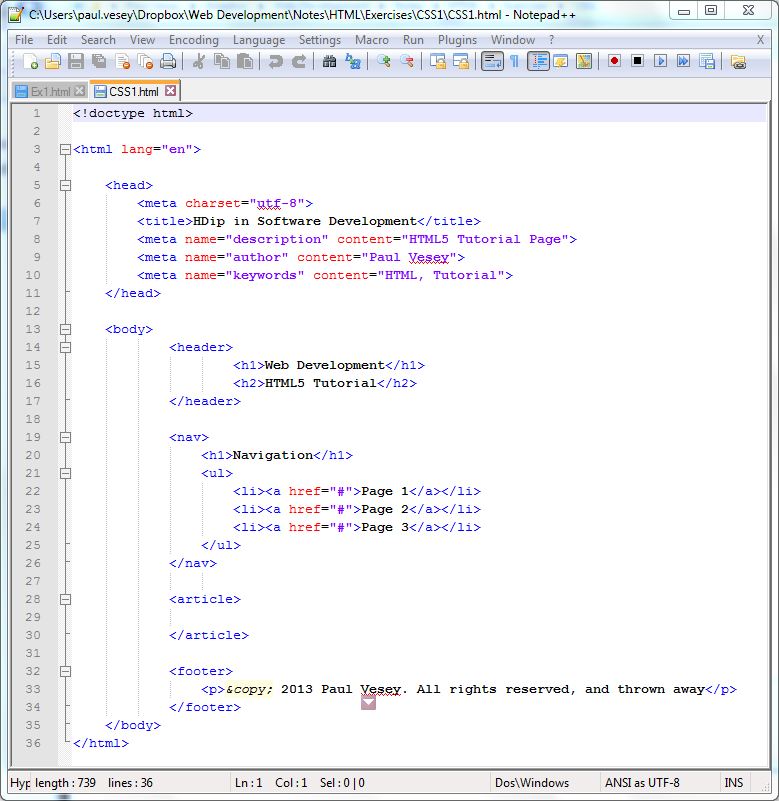 C:\Users\paul.vesey\Dropbox\Web Development\Notes\HTML\Exercises\CSS1\CSS1.html - Notepad++
File Edit Search View Encoding Language Settings Macro Run Plugins Window ? X
Ex1.html CSS1.html
1 <!doctype html>
2
3 <html lang="en">
4
5 <head>
6 <meta charset="utf-8">
7 <title>HDip in Software Development</title>
8 <meta name="description" content="HTML5 Tutorial Page">
9 <meta name="author" content="Paul Vesey">
10 <meta name="keywords" content="HTML, Tutorial">
11 </head>
12
13 <body>
14 <header>
15 <h1>Web Development</h1>
16 <h2>HTML5 Tutorial</h2>
17 </header>
18
19 <nav>
20 <h1>Navigation</h1>
21 <ul>
22 <li><a href="#">Page 1</a></li>
23 <li><a href="#">Page 2</a></li>
24 <li><a href="#">Page 3</a></li>
25 </ul>
26 </nav>
27
28 <article>
29
30 </article>
31
32 <footer>
33 <p>&copy; 2013 Paul Vesey. All rights reserved, and thrown away</p>
34 </footer>
35 </body>
36 </html>
Hyp length : 739 lines : 36 Ln : 1 Col : 1 Sel : 0 | 0 Dos\Windows ANSI as UTF-8 INS